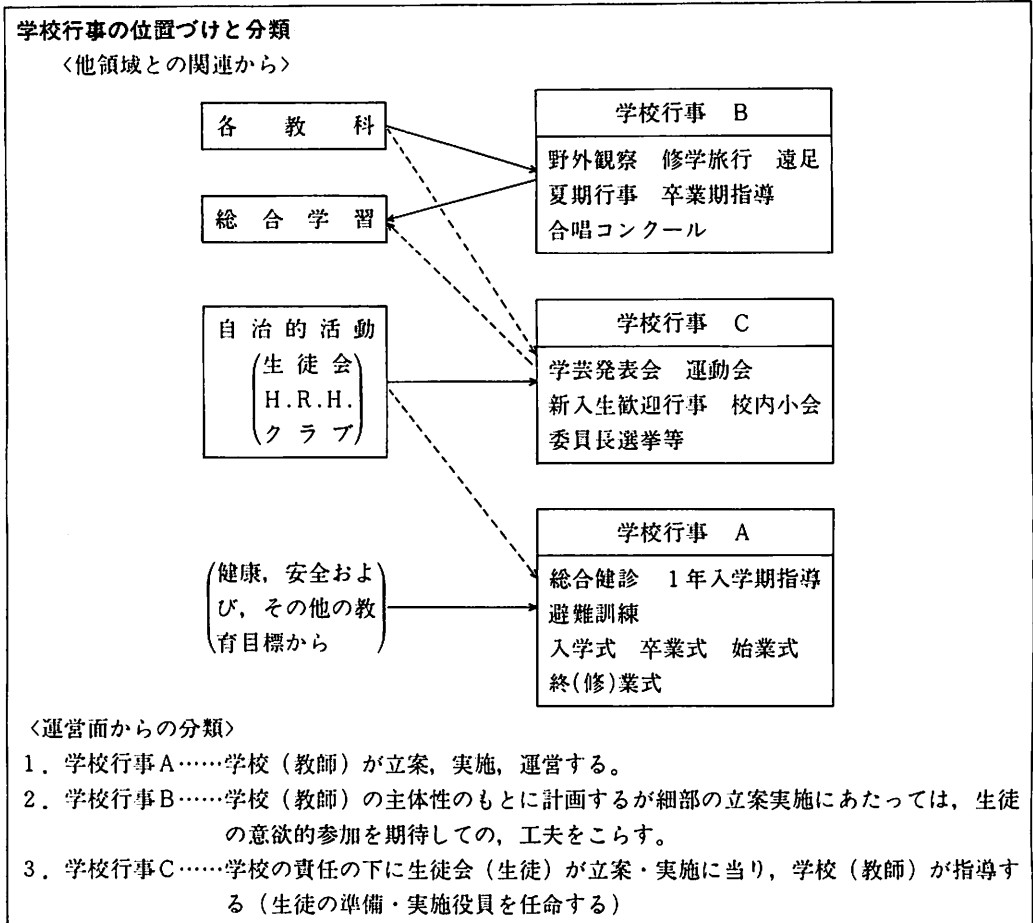 学校行事の位置づけと分類
〈他領域との関連から〉
各教科
総合学習
自治的活動
(生徒会
H.R.H.
クラブ)
(健康，安全およ
び，その他の教
育目標から)
学校行事 B
野外観察 修学旅行 遠足
夏期行事 卒業期指導
合唱コンクール
学校行事 C
学芸発表会 運動会
新入生歓迎行事 校内小会
委員長選挙等
学校行事 A
総合健診 1年入学期指導
避難訓練
入学式 卒業式 始業式
終(修)業式
〈運営面からの分類〉
1．学校行事A……学校（教師）が立案，実施，運営する。
2．学校行事B……学校（教師）の主体性のもとに計画するが細部の立案実施にあたっては，生徒
の意欲的参加を期待しての，工夫をこらす。
3．学校行事C……学校の責任の下に生徒会（生徒）が立案・実施に当り，学校（教師）が指導す
る（生徒の準備・実施役員を任命する）